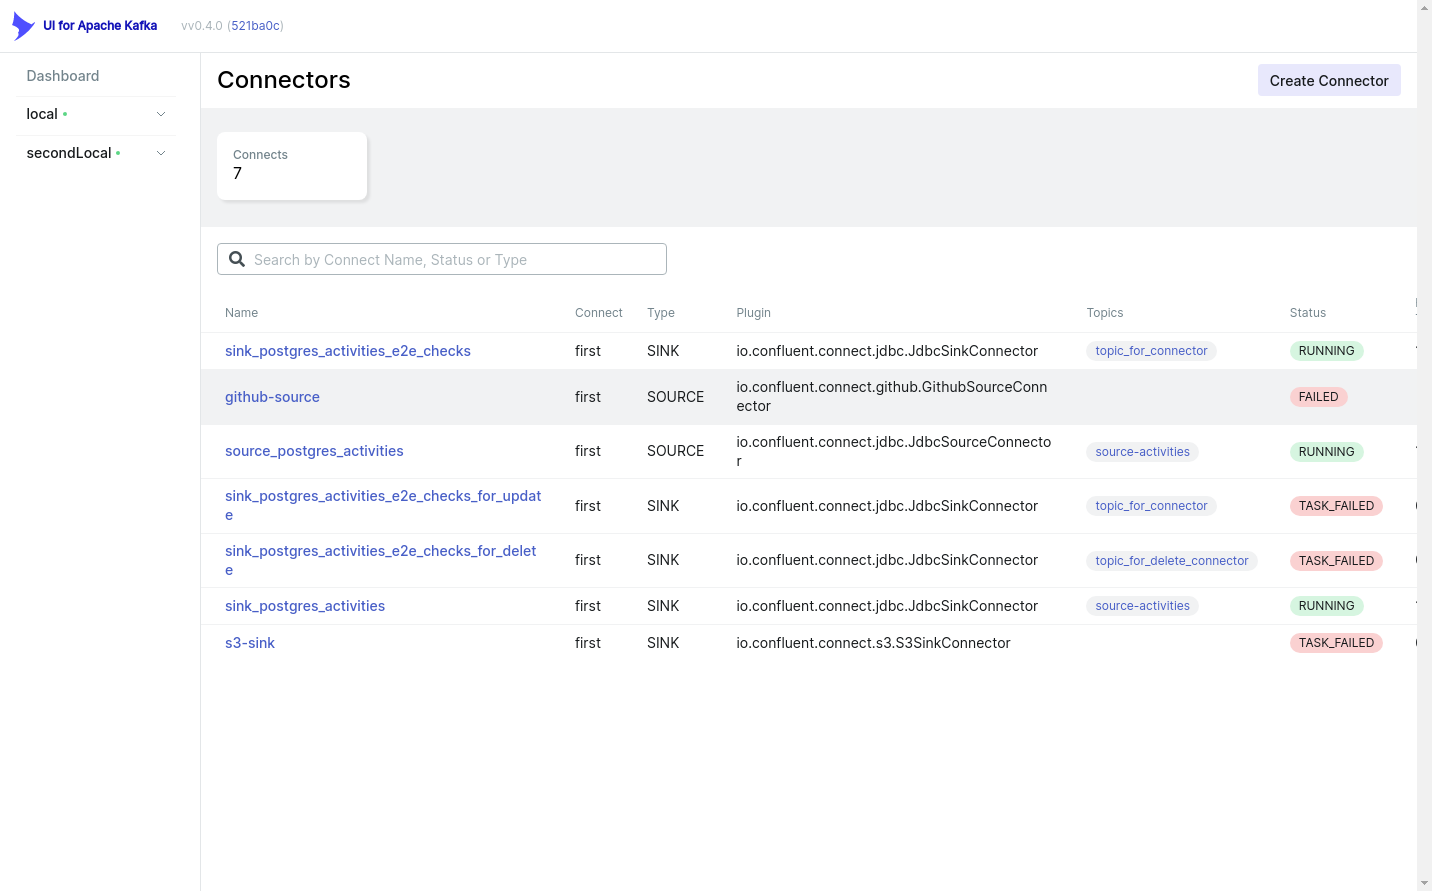 UI for Apache Kafka vv0.4.0 (521ba0c)
Dashboard
local
secondLocal
Connectors
Create Connector
Connects
7
Search by Connect Name, Status or Type
Name Connect Type Plugin Topics Status
sink_postgres_activities_e2e_checks first SINK io.confluent.connect.jdbc.JdbcSinkConnector topic_for_connector RUNNING
github-source first SOURCE io.confluent.connect.github.GithubSourceConn
ector FAILED
source_postgres_activities first SOURCE io.confluent.connect.jdbc.JdbcSourceConnecto
r source-activities RUNNING
sink_postgres_activities_e2e_checks_for_updat
e first SINK io.confluent.connect.jdbc.JdbcSinkConnector topic_for_connector TASK_FAILED
sink_postgres_activities_e2e_checks_for_delet
e first SINK io.confluent.connect.jdbc.JdbcSinkConnector topic_for_delete_connector TASK_FAILED
sink_postgres_activities first SINK io.confluent.connect.jdbc.JdbcSinkConnector source-activities RUNNING
s3-sink first SINK io.confluent.connect.s3.S3SinkConnector TASK_FAILED